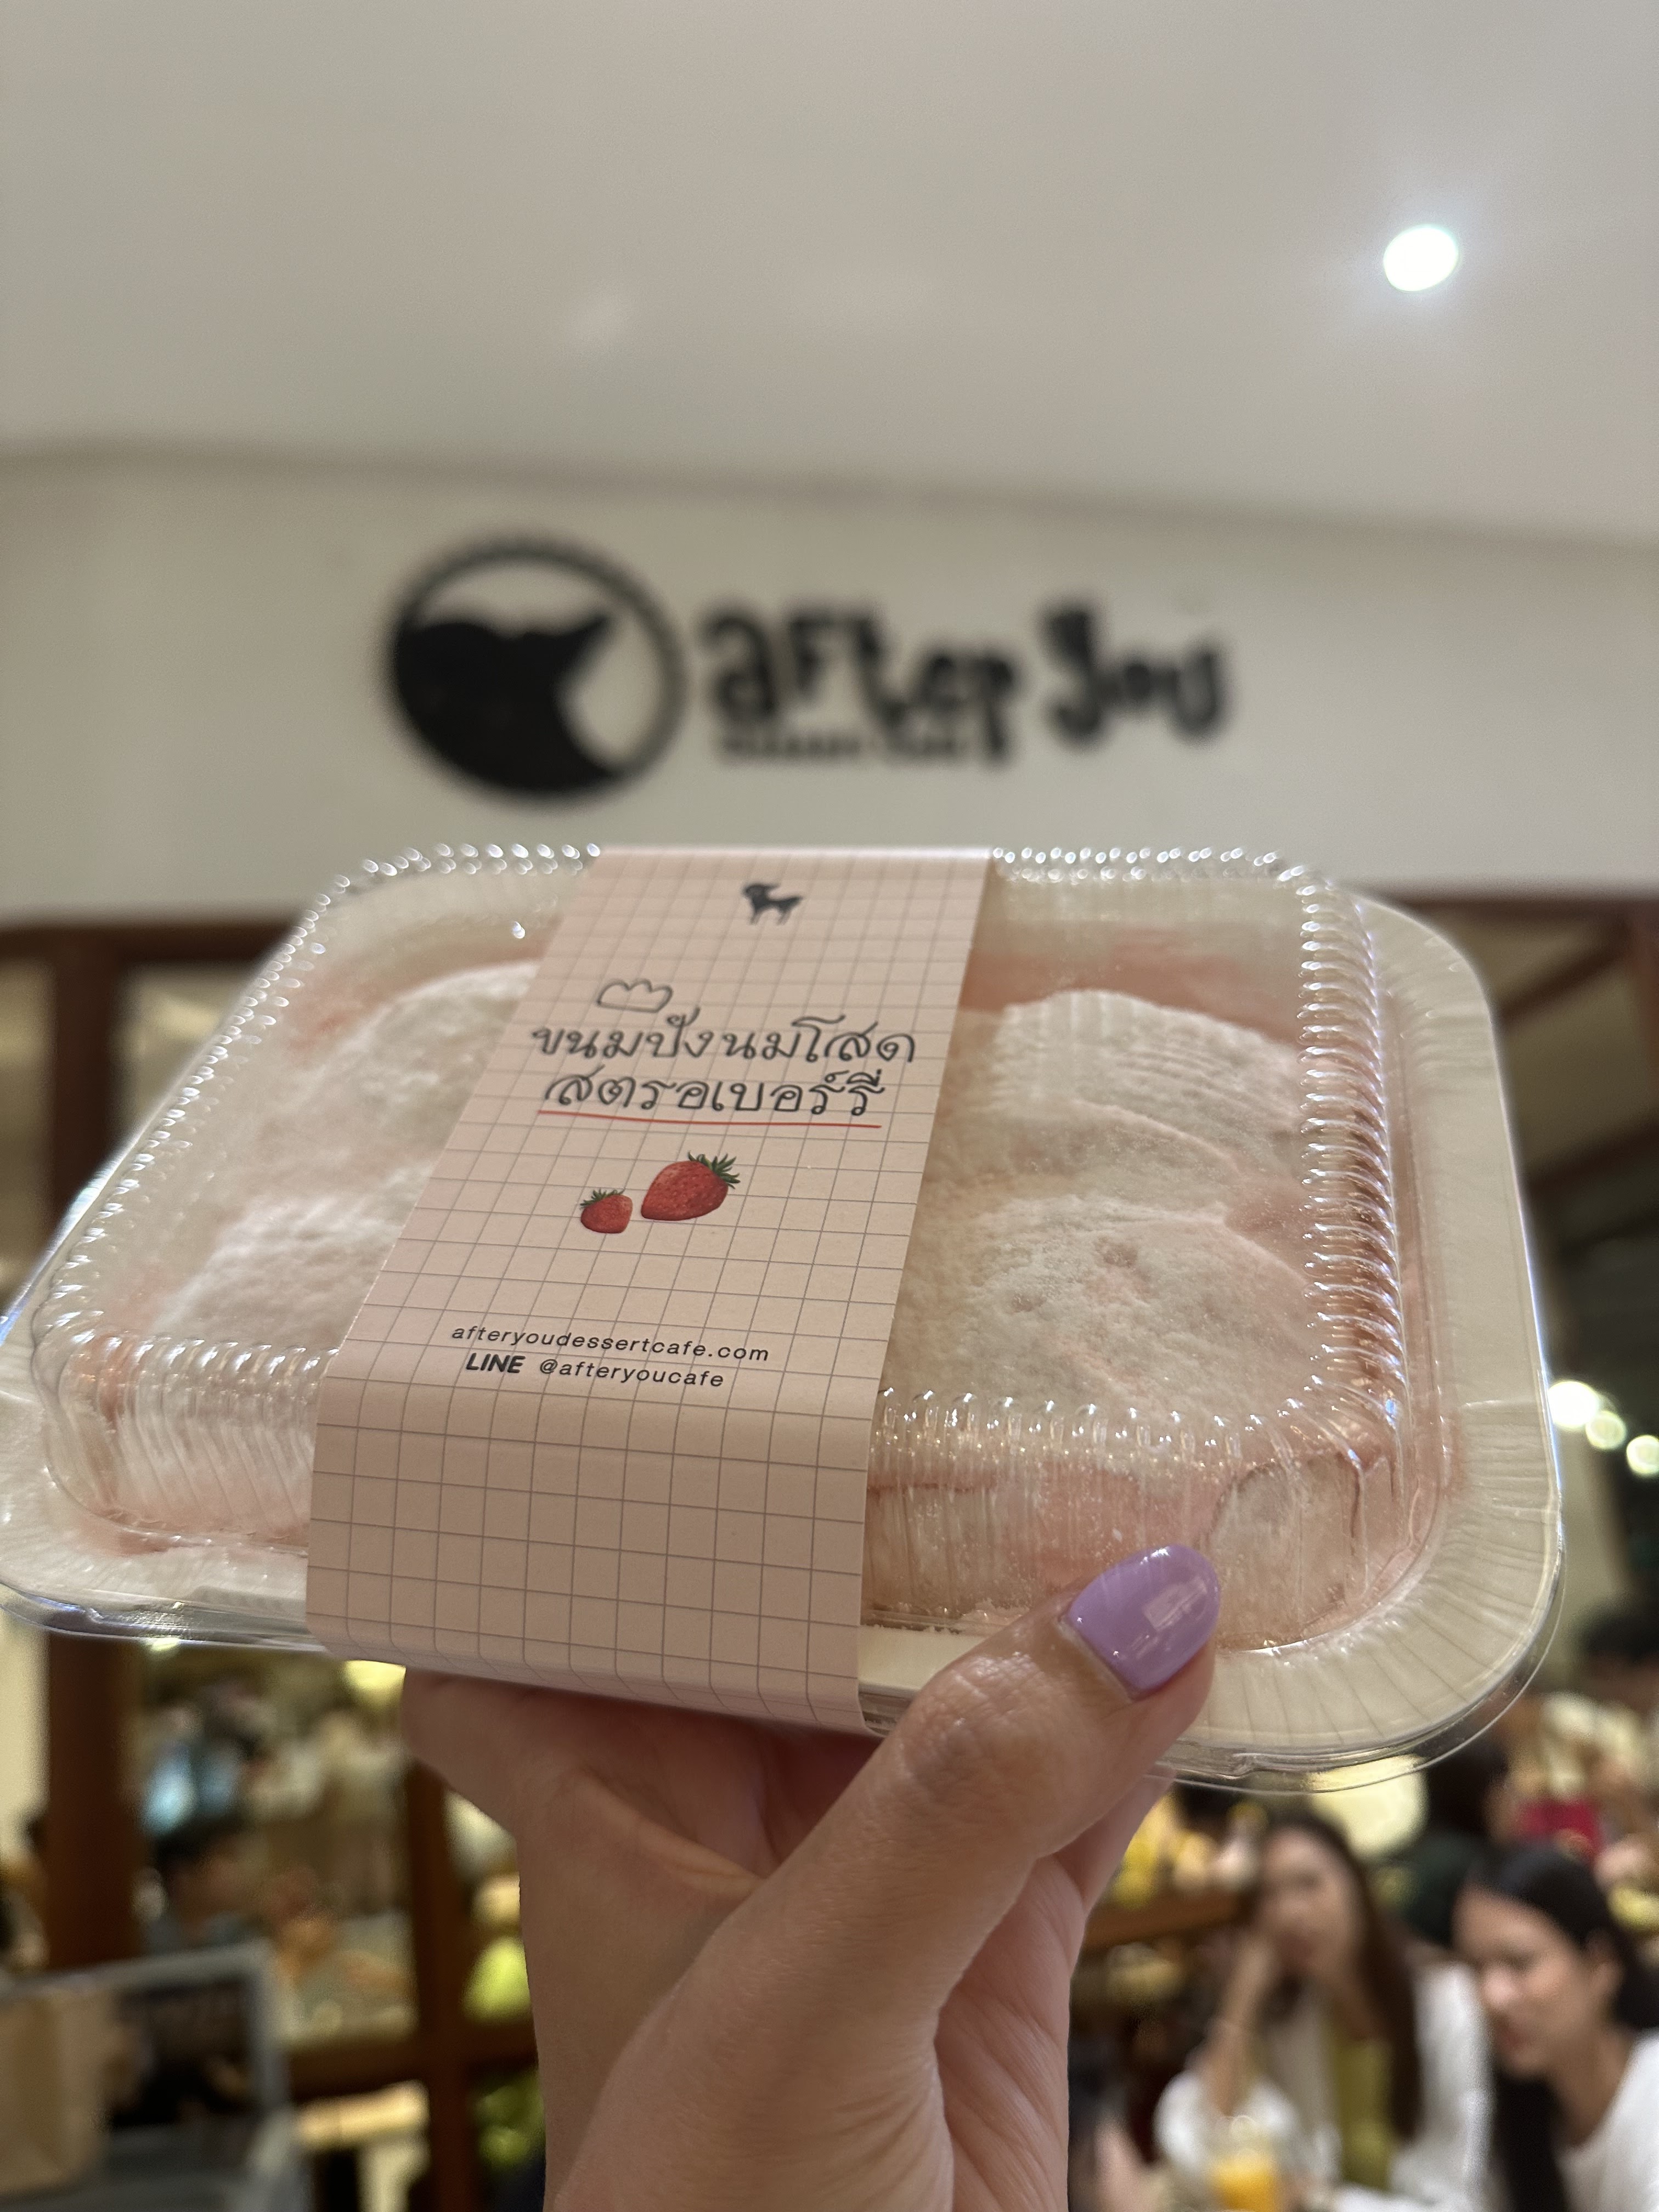 after you
ขนมปังนมโสด
สตรอเบอร์รี่
afteryoudessertcafe.com
LINE @afteryoucafe